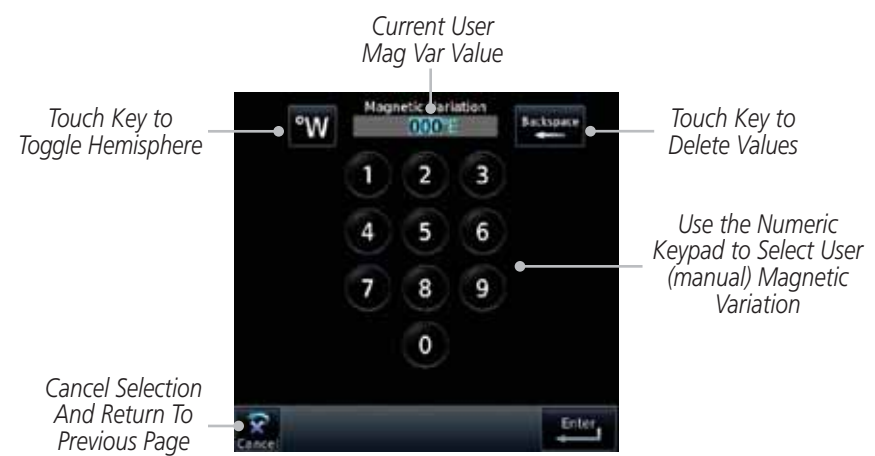 Current User
Mag Var Value
Touch Key to
Toggle Hemisphere
°W
Magnetic Variation
000°E
Backspace
Touch Key to
Delete Values
1 2 3
4 5 6
7 8 9
0
Use the Numeric
Keypad to Select User
(manual) Magnetic
Variation
Cancel Selection
And Return To
Previous Page
Cancel
Enter